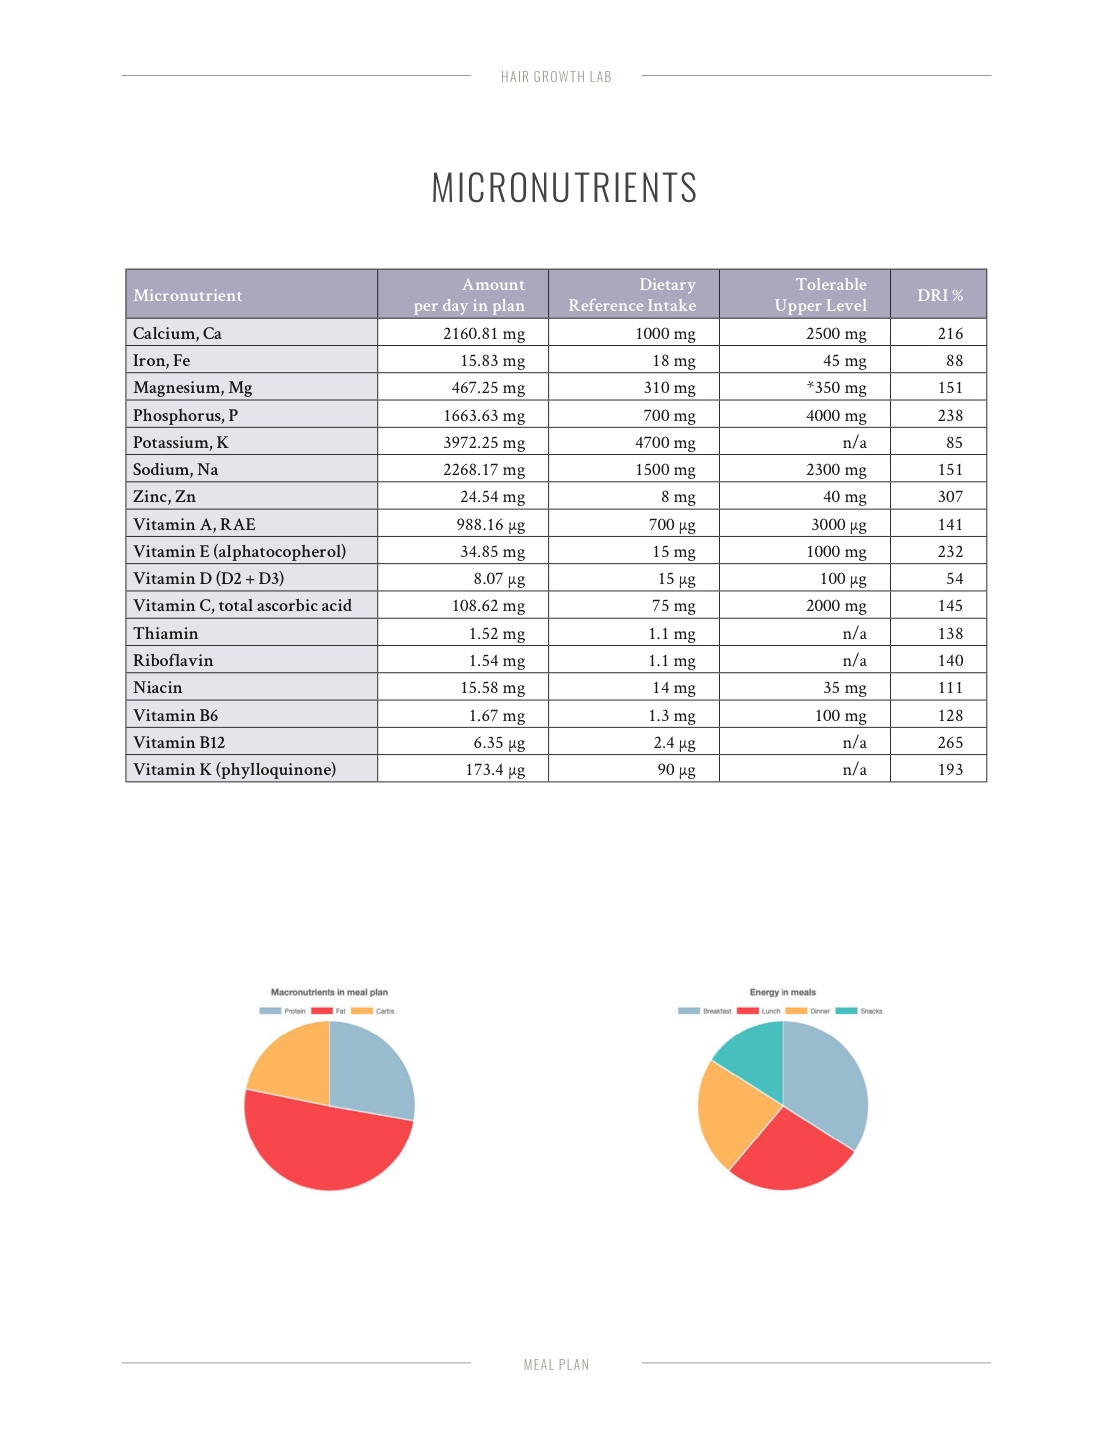 HAIR GROWTH LAB
MICRONUTRIENTS
Micronutrient Amount per day in plan Dietary Reference Intake Tolerable Upper Level DRI %
Calcium, Ca 2160.81 mg 1000 mg 2500 mg 216
Iron, Fe 15.83 mg 18 mg 45 mg 88
Magnesium, Mg 467.25 mg 310 mg *350 mg 151
Phosphorus, P 1663.63 mg 700 mg 4000 mg 238
Potassium, K 3972.25 mg 4700 mg n/a 85
Sodium, Na 2268.17 mg 1500 mg 2300 mg 151
Zinc, Zn 24.54 mg 8 mg 40 mg 307
Vitamin A, RAE 988.16 µg 700 µg 3000 µg 141
Vitamin E (alphatocopherol) 34.85 mg 15 mg 1000 mg 232
Vitamin D (D2 + D3) 8.07 µg 15 µg 100 µg 54
Vitamin C, total ascorbic acid 108.62 mg 75 mg 2000 mg 145
Thiamin 1.52 mg 1.1 mg n/a 138
Riboflavin 1.54 mg 1.1 mg n/a 140
Niacin 15.58 mg 14 mg 35 mg 111
Vitamin B6 1.67 mg 1.3 mg 100 mg 128
Vitamin B12 6.35 µg 2.4 µg n/a 265
Vitamin K (phylloquinone) 173.4 µg 90 µg n/a 193
Macronutrients in meal plan
Protein Fat Carbs
Energy in meals
Breakfast Lunch Dinner Snacks
MEAL PLAN